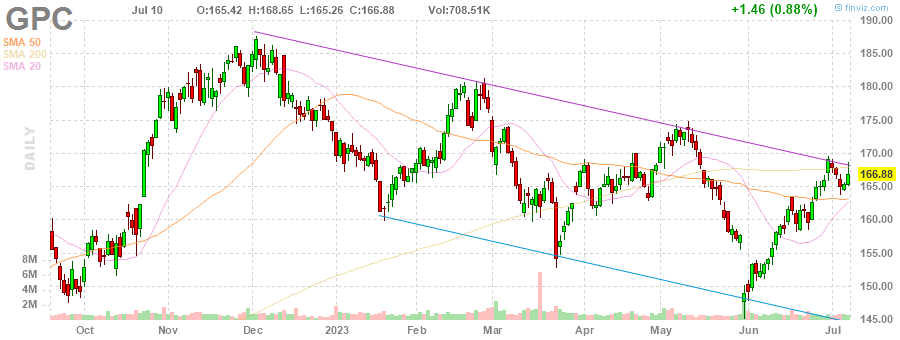 GPC Jul 10 O:165.42 H:168.65 L:165.26 C:166.88 Vol:708.51K +1.46 (0.88%) © finviz.com
SMA 50
SMA 200
SMA 20
DAILY
190.00
185.00
180.00
175.00
170.00
166.88
165.00
160.00
155.00
150.00
145.00
8M
6M
4M
2M
Oct Nov Dec 2023 Feb Mar Apr May Jun Jul